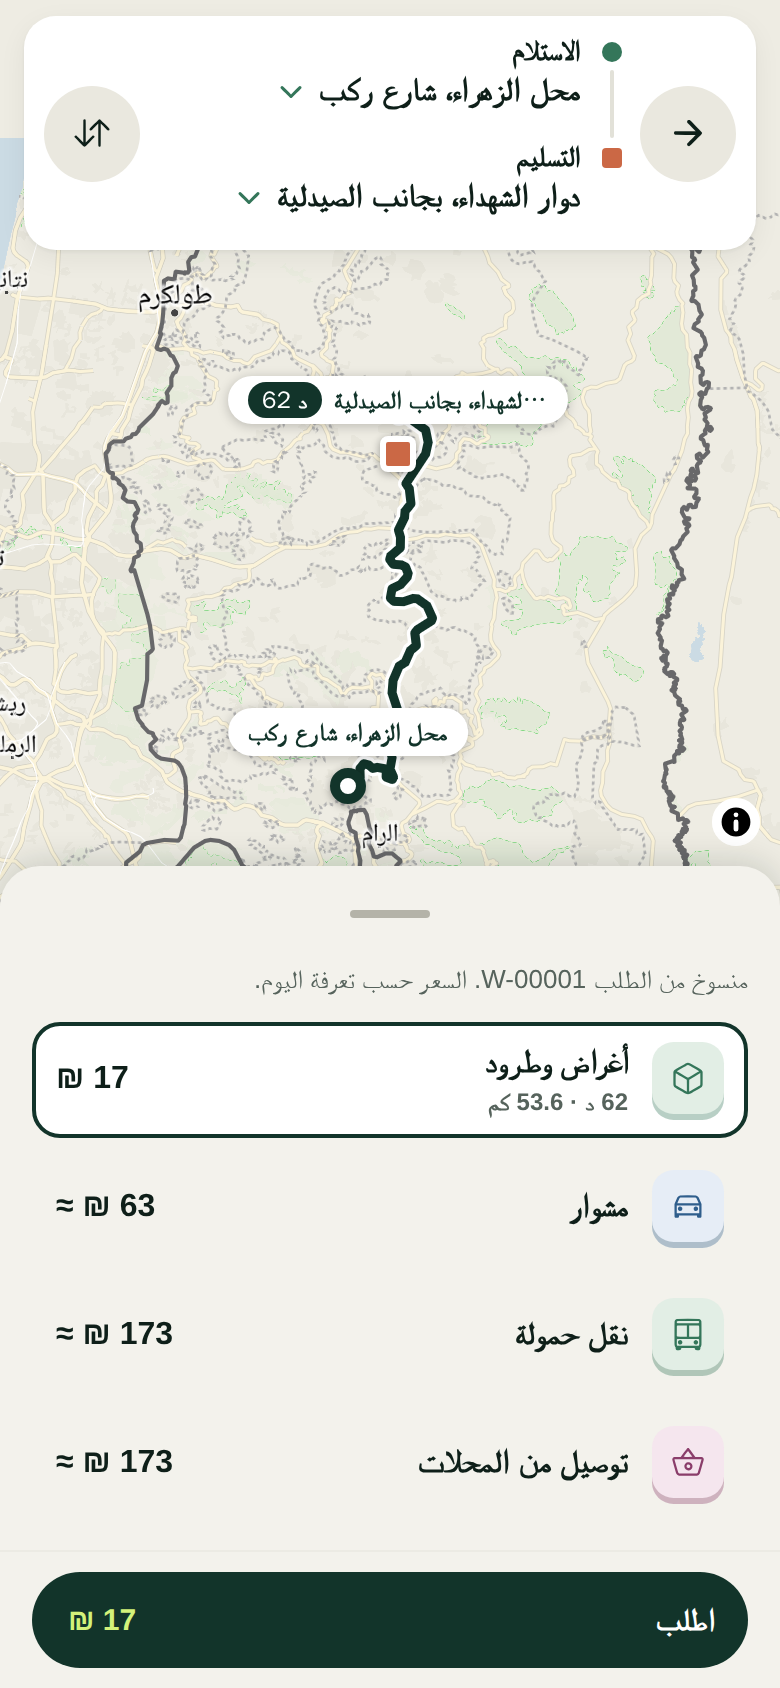 الاستلام
محل الزهراء، شارع ركب
التسليم
دوار الشهداء، بجانب الصيدلية
نتان
طولكرم
…لشهداء، بجانب الصيدلية
62 د
محل الزهراء، شارع ركب
الرام
منسوخ من الطلب W-00001. السعر حسب تعرفة اليوم.
أغراض وطرود
₪ 17
62 د · 53.6 كم
مشوار
≈ ₪ 63
نقل حمولة
≈ ₪ 173
توصيل من المحلات
≈ ₪ 173
اطلب
₪ 17